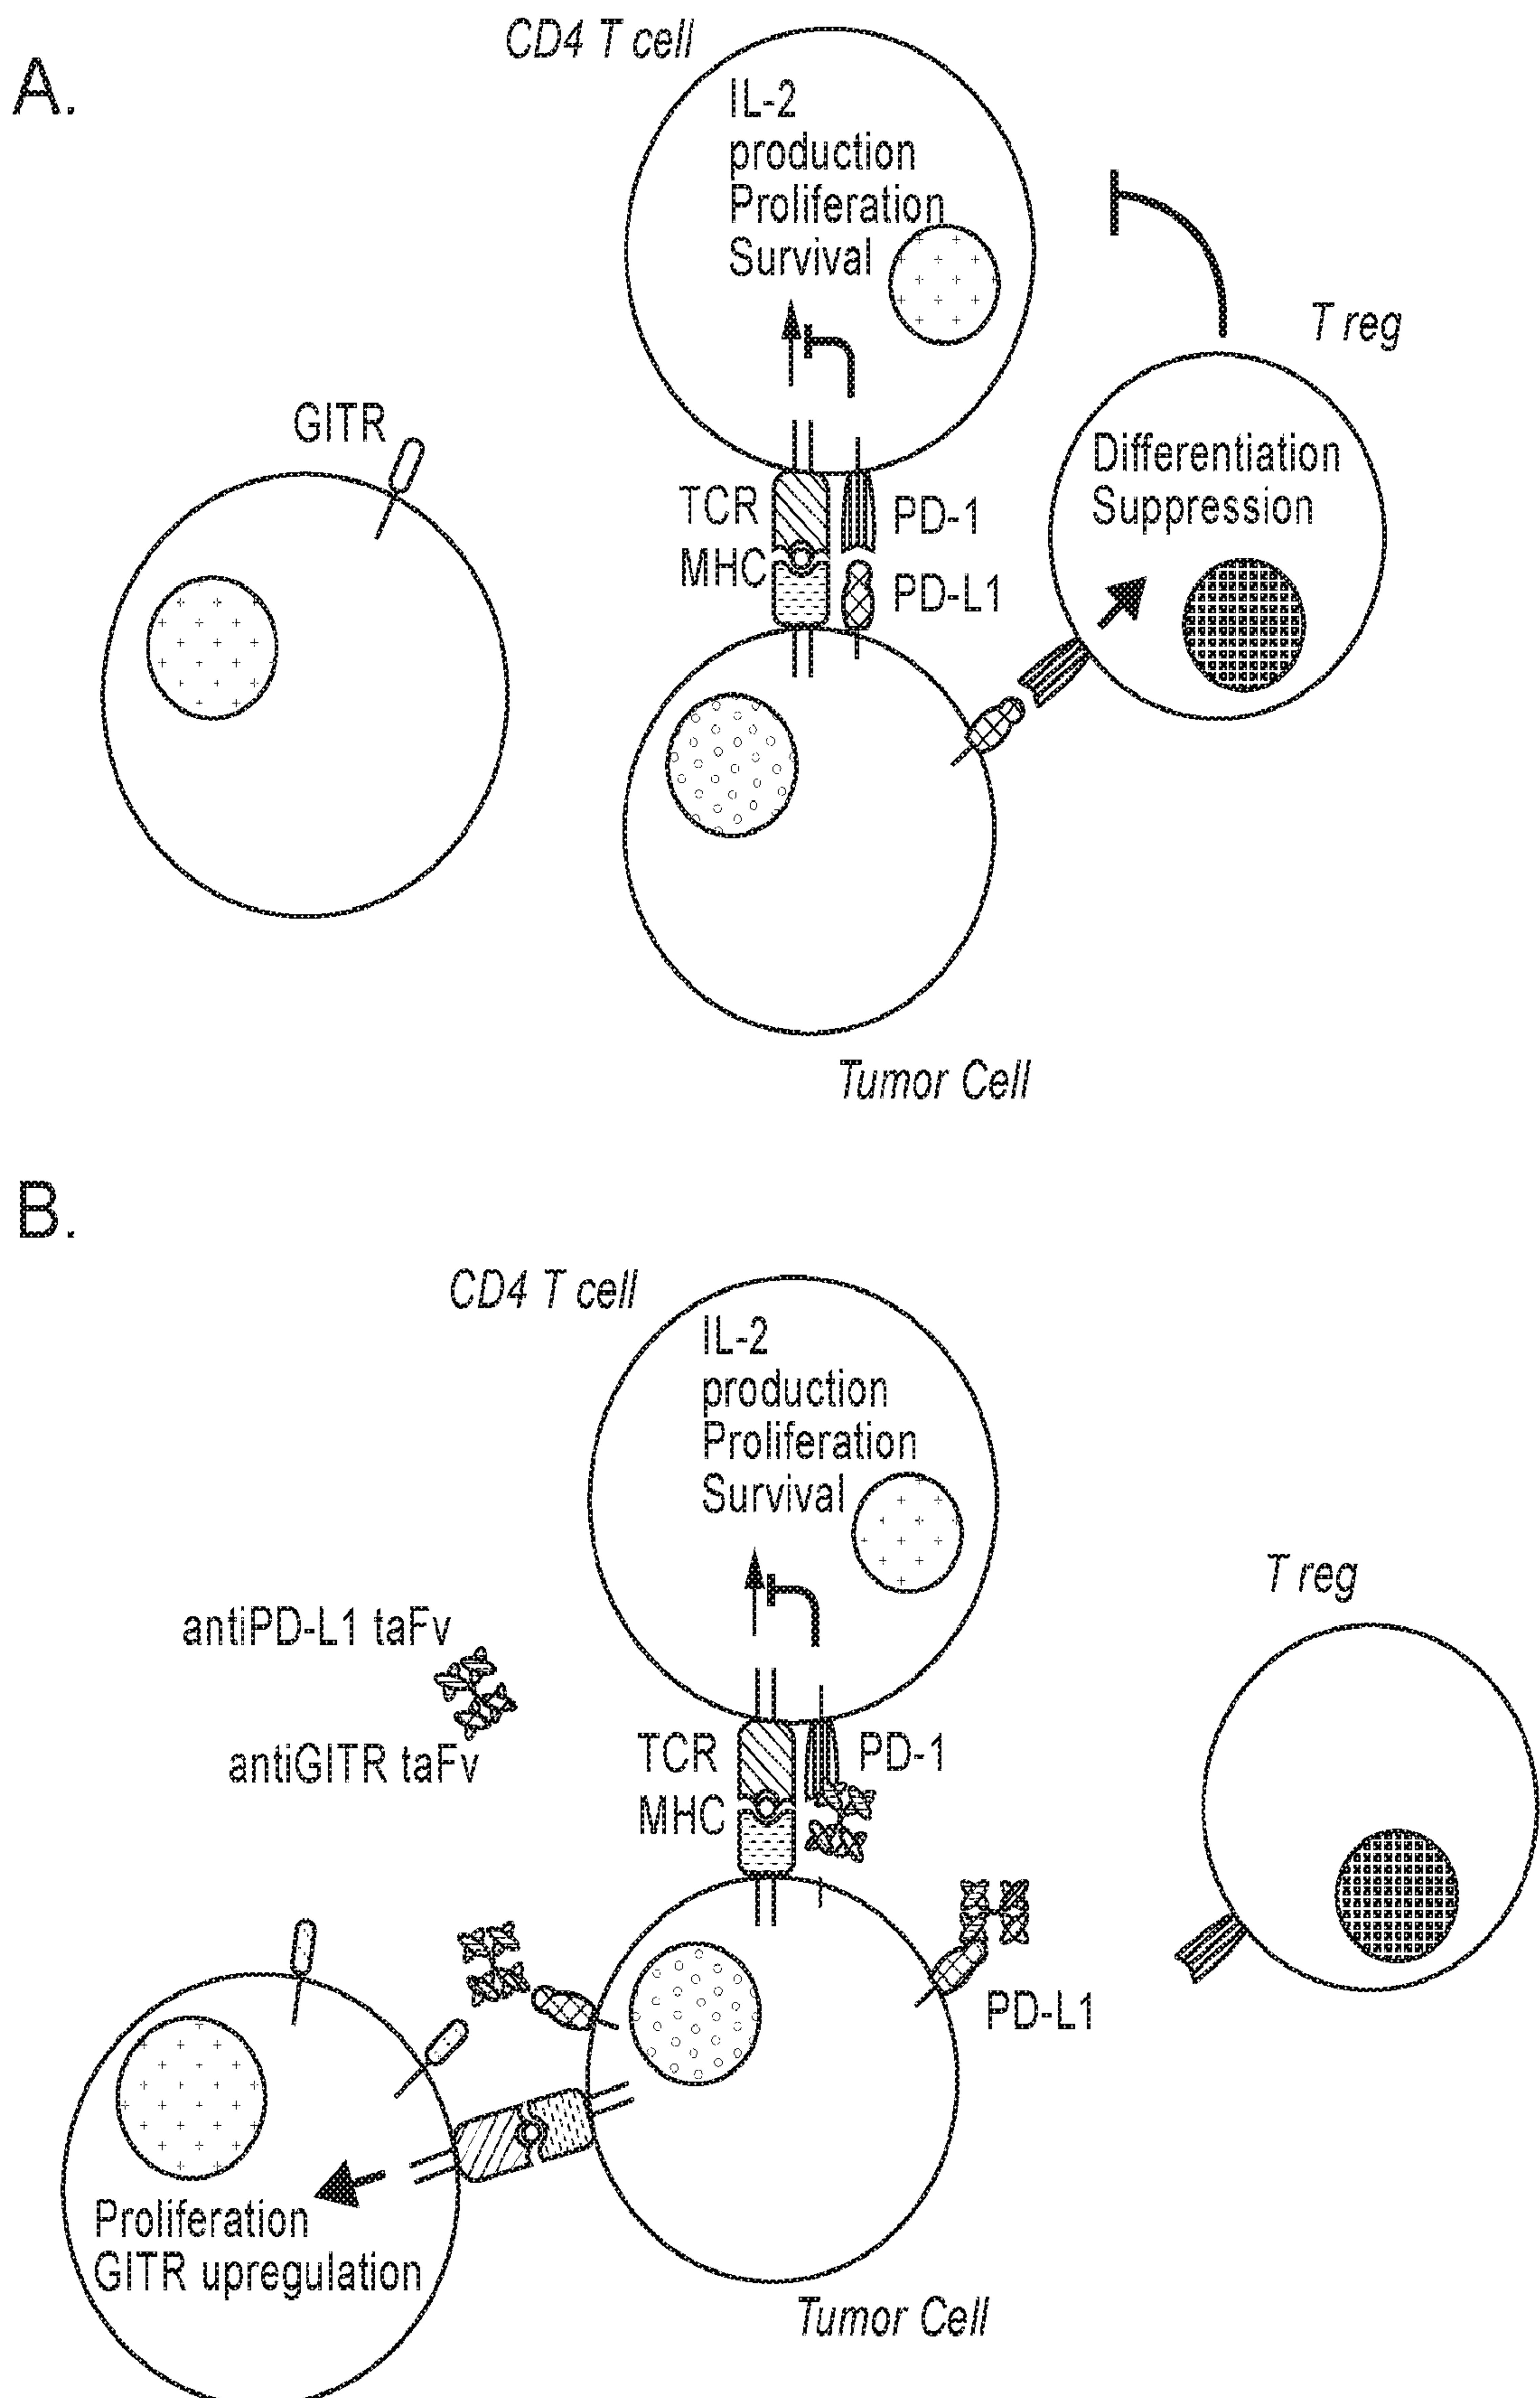 A.
CD4 T cell
IL-2
production
Proliferation
Survival
T reg
GITR
Differentiation
Suppression
TCR
PD-1
MHC
PD-L1
Tumor Cell
B.
CD4 T cell
IL-2
production
Proliferation
Survival
T reg
antiPD-L1 taFv
antiGITR taFv
TCR
PD-1
MHC
PD-L1
Proliferation
GITR upregulation
Tumor Cell